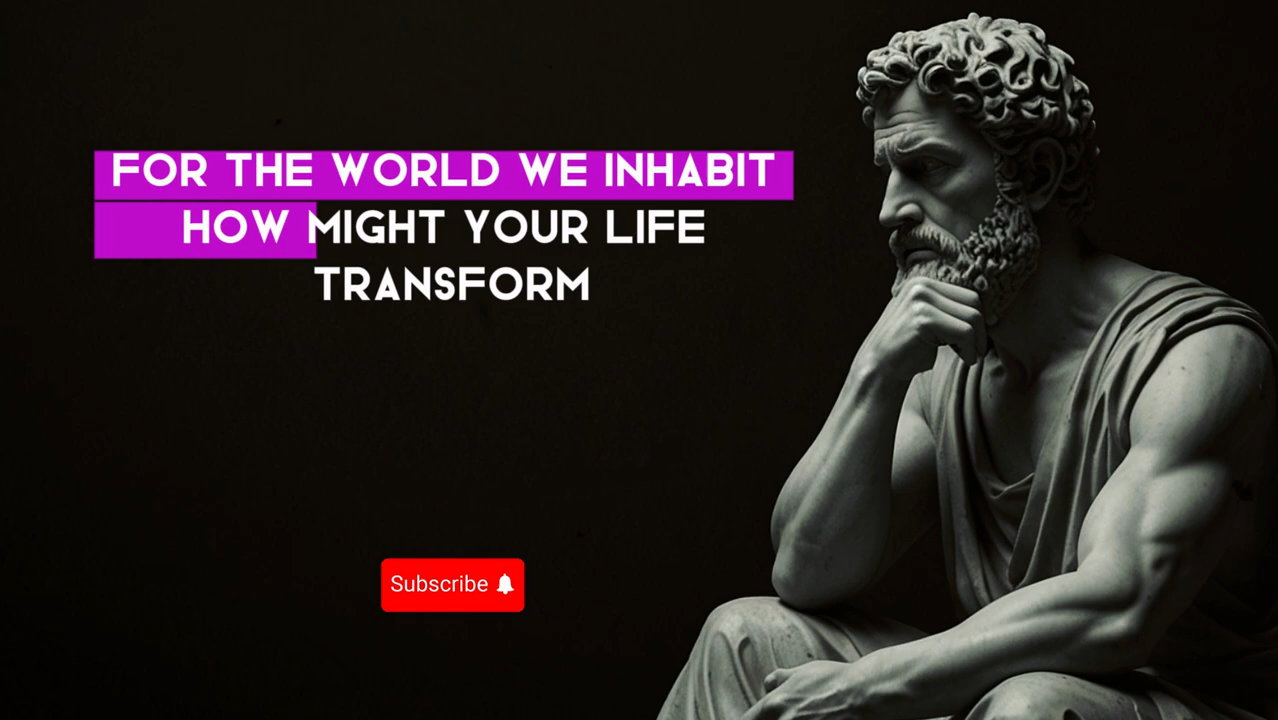 FOR THE WORLD WE INHABIT
HOW MIGHT YOUR LIFE
TRANSFORM
Subscribe